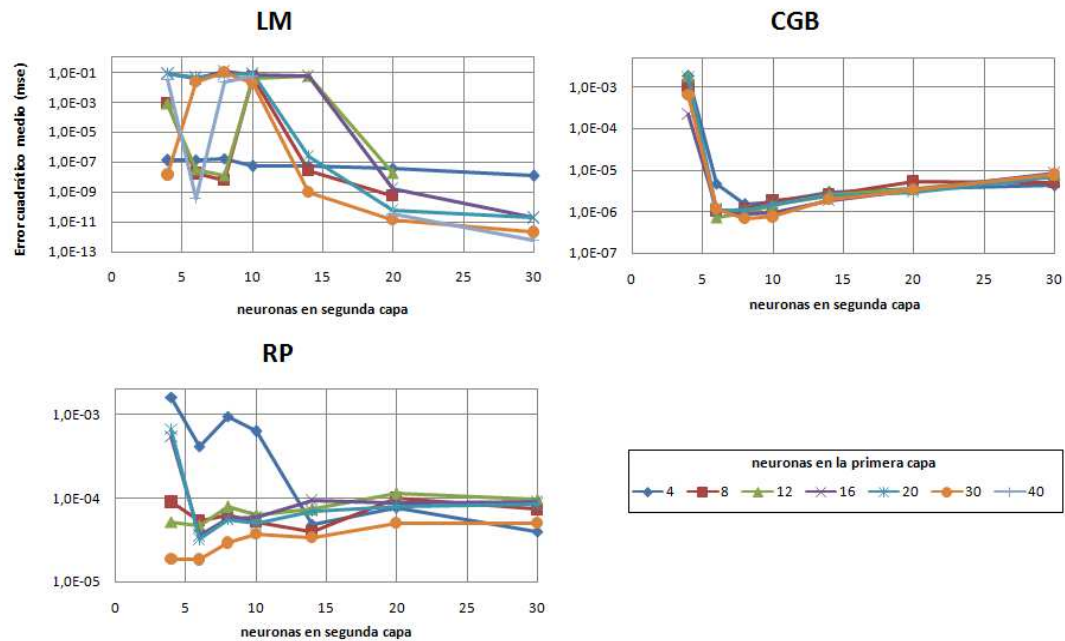 LM
Error cuadrático medio (mse)
1,0E-01
1,0E-03
1,0E-05
1,0E-07
1,0E-09
1,0E-11
1,0E-13
0 5 10 15 20 25 30
neuronas en segunda capa
CGB
1,0E-03
1,0E-04
1,0E-05
1,0E-06
1,0E-07
0 5 10 15 20 25 30
neuronas en segunda capa
RP
1,0E-03
1,0E-04
1,0E-05
0 5 10 15 20 25 30
neuronas en segunda capa
neuronas en la primera capa
4 8 12 16 20 30 40